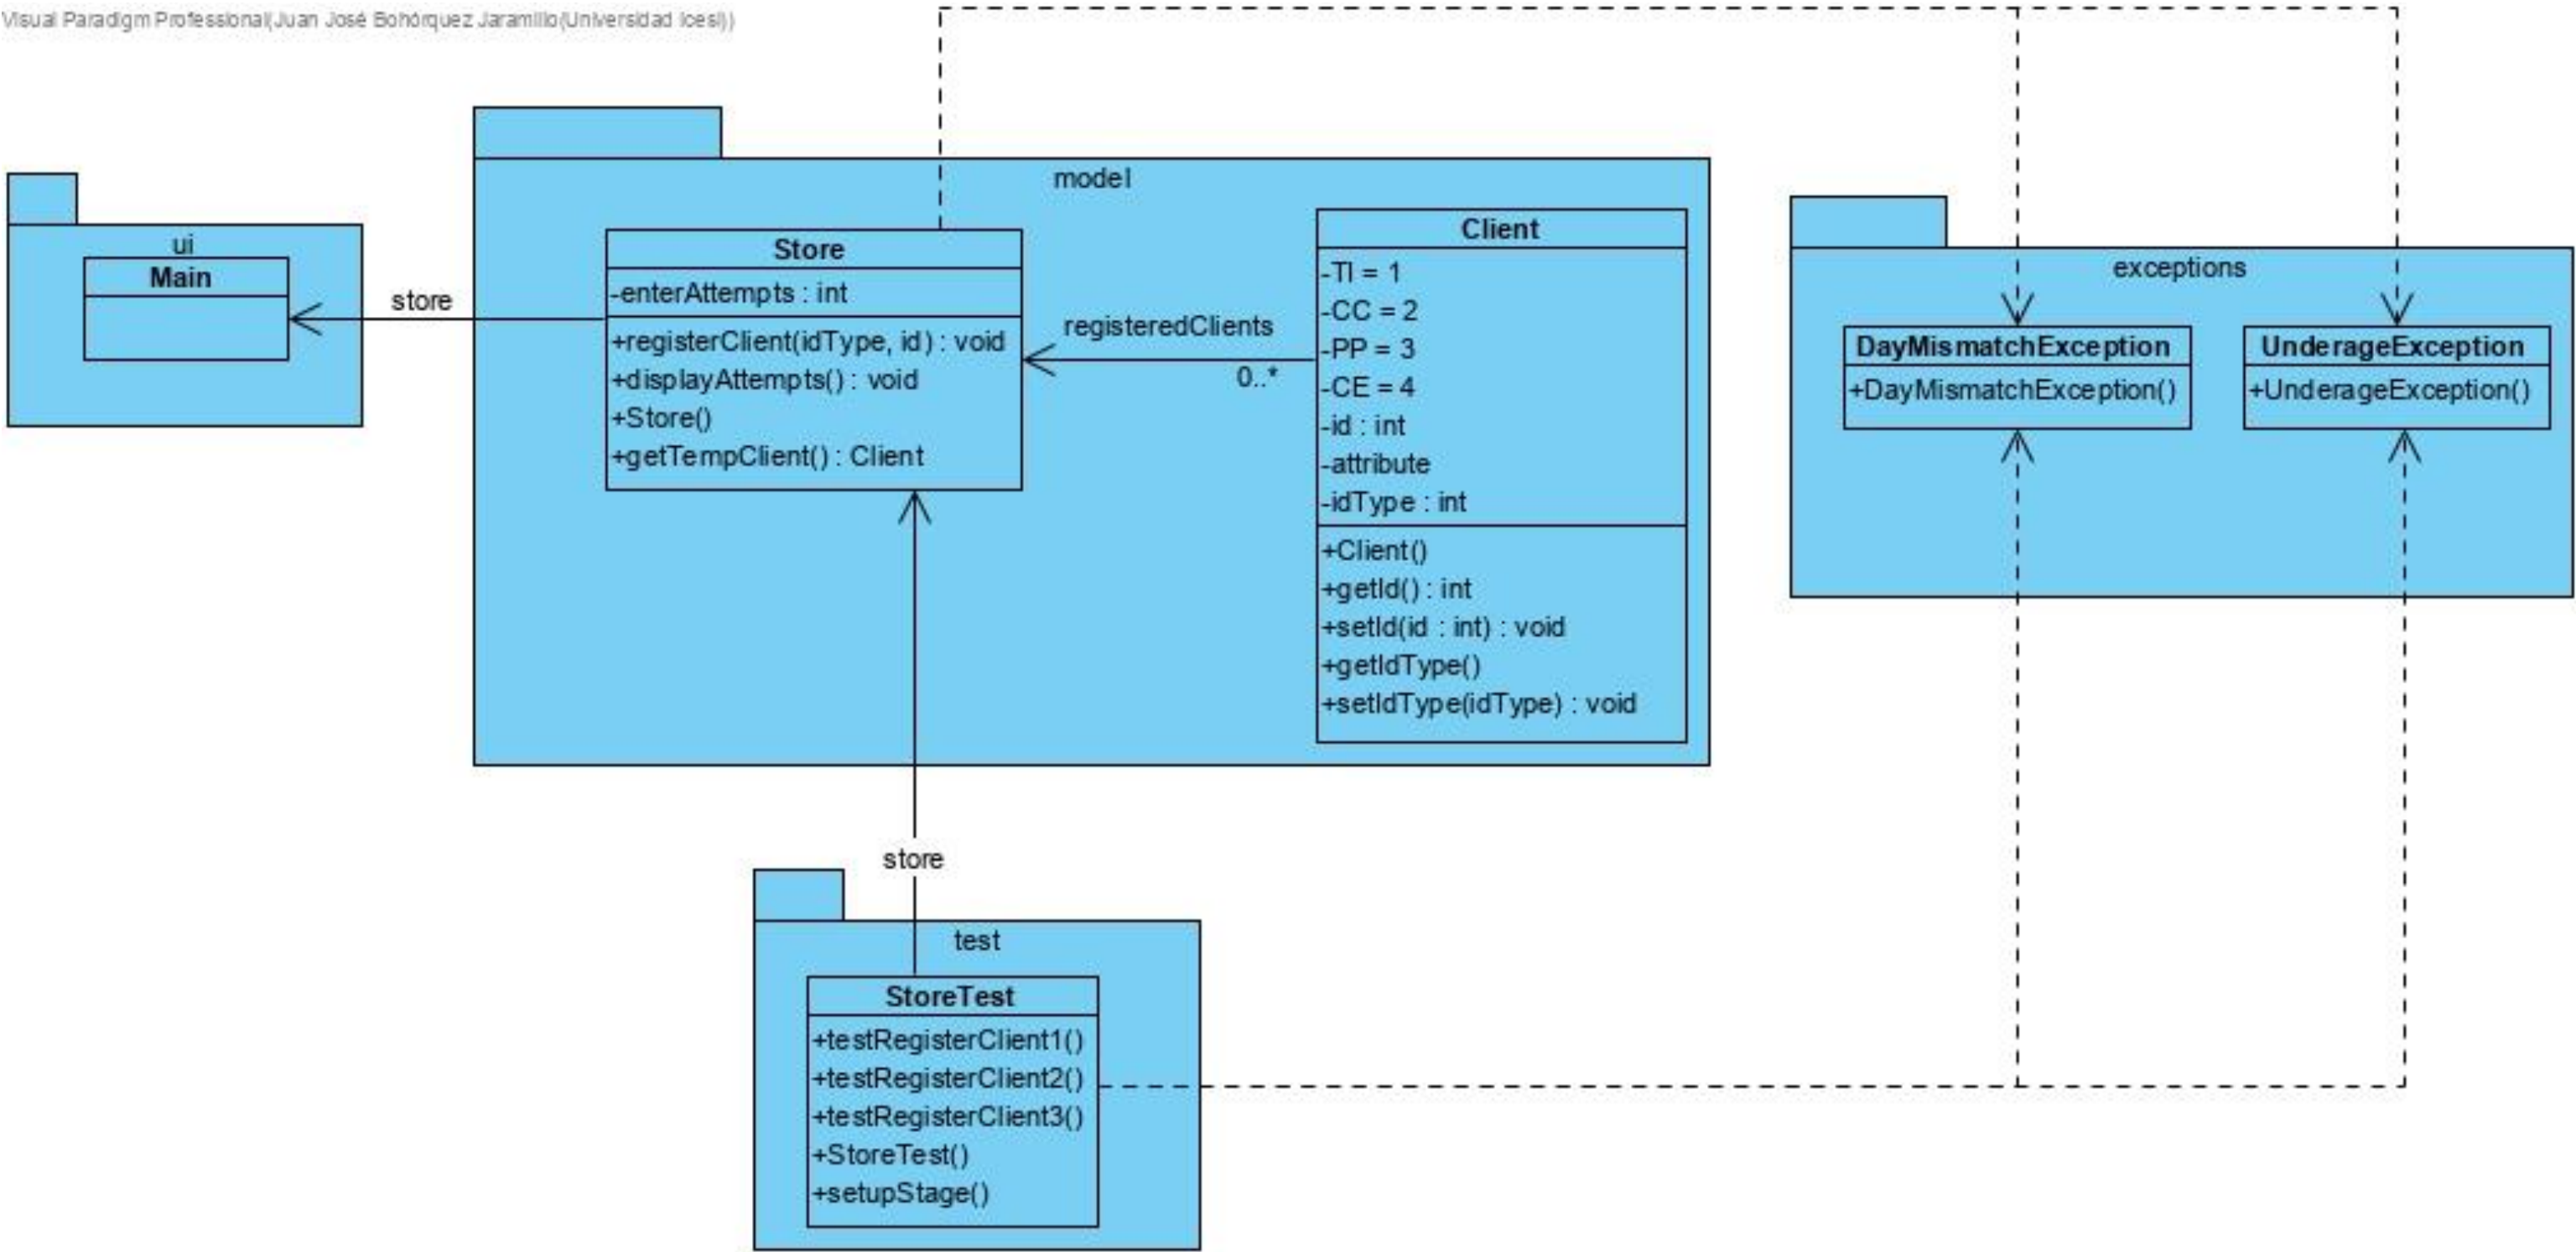 Visual Paradigm Professional(Juan José Bohórquez Jaramillo(Universidad Icesi))
ui
Main
store
model
Store
-enterAttempts : int
+registerClient(idType, id) : void
+displayAttempts() : void
+Store()
+getTempClient() : Client
registeredClients
0..*
Client
-TI = 1
-CC = 2
-PP = 3
-CE = 4
-id : int
-attribute
-idType : int
+Client()
+getId() : int
+setId(id : int) : void
+getIdType()
+setIdType(idType) : void
exceptions
DayMismatchException
+DayMismatchException()
UnderageException
+UnderageException()
store
test
StoreTest
+testRegisterClient1()
+testRegisterClient2()
+testRegisterClient3()
+StoreTest()
+setupStage()